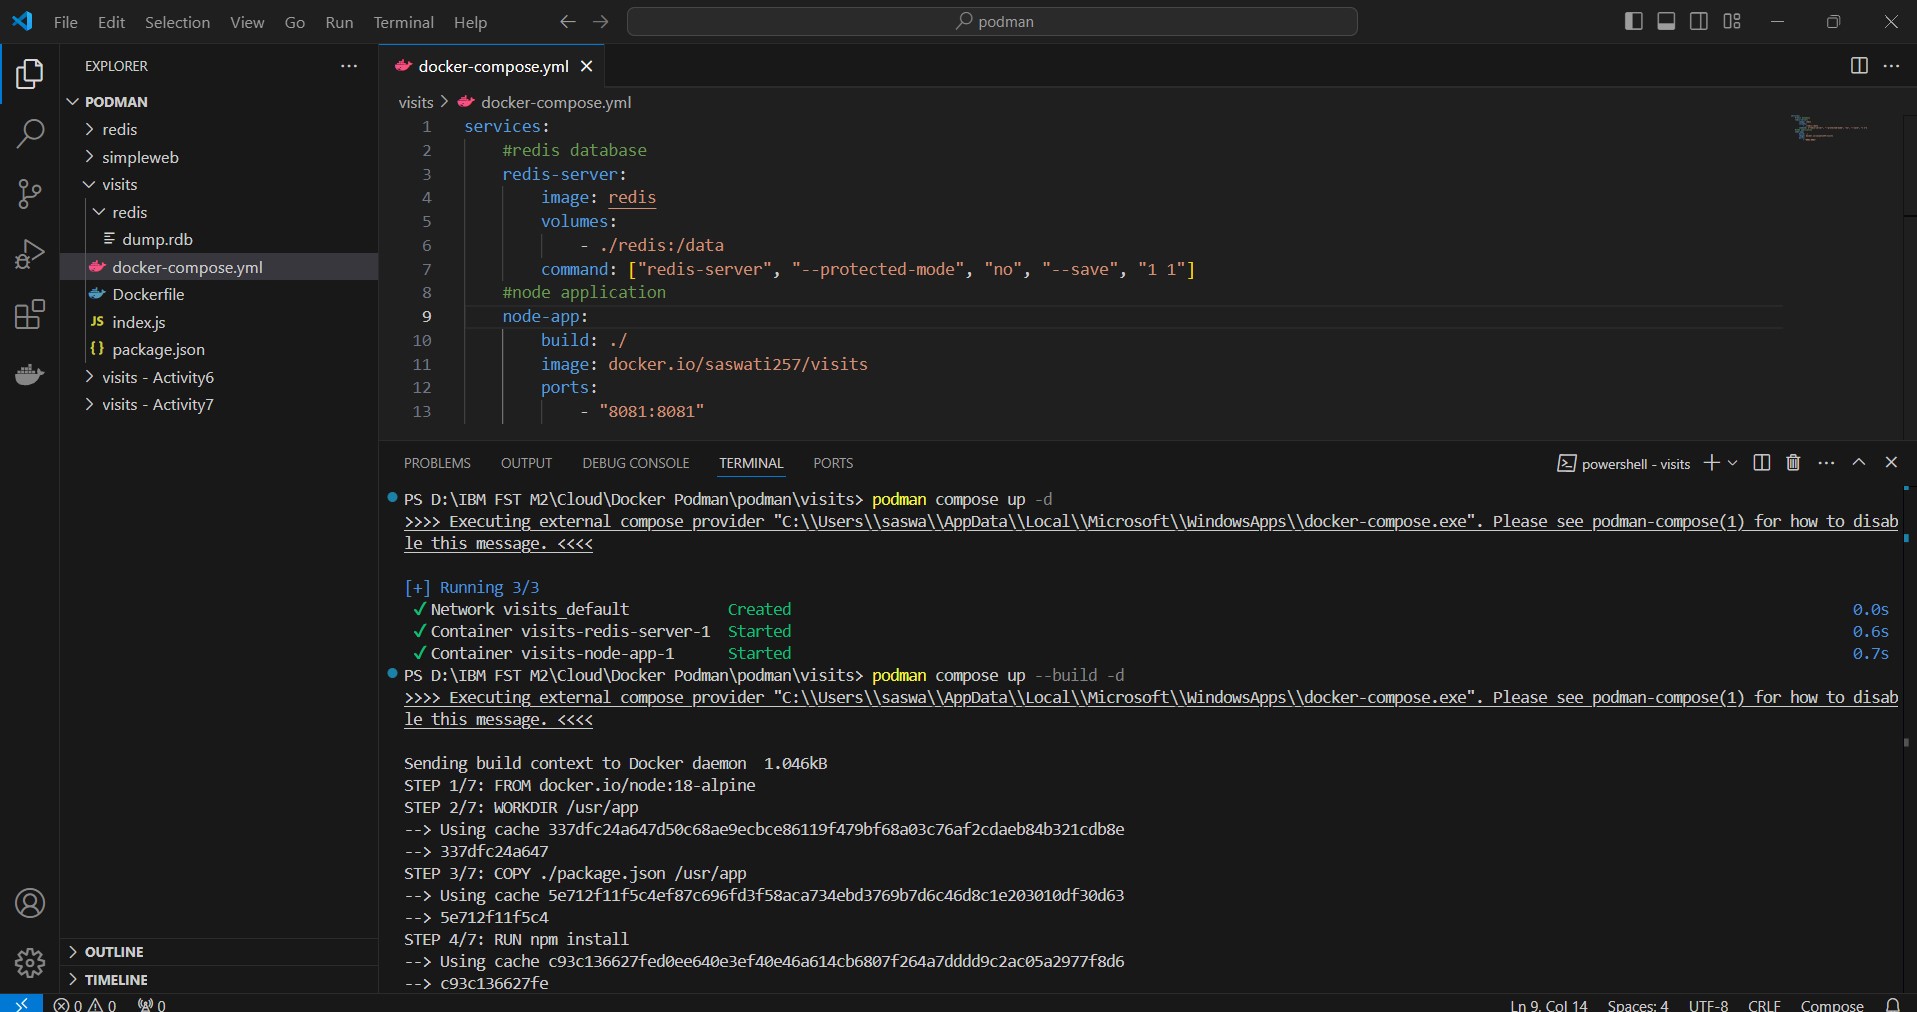 File Edit Selection View Go Run Terminal Help
podman
EXPLORER
PODMAN
redis
simpleweb
visits
redis
dump.rdb
docker-compose.yml
Dockerfile
JS index.js
{} package.json
visits - Activity6
visits - Activity7
OUTLINE
TIMELINE
docker-compose.yml
visits > docker-compose.yml
1 services:
2 #redis database
3 redis-server:
4 image: redis
5 volumes:
6 - ./redis:/data
7 command: ["redis-server", "--protected-mode", "no", "--save", "1 1"]
8 #node application
9 node-app:
10 build: ./
11 image: docker.io/saswati257/visits
12 ports:
13 - "8081:8081"
PROBLEMS OUTPUT DEBUG CONSOLE TERMINAL PORTS
powershell - visits
PS D:\IBM FST M2\Cloud\Docker Podman\podman\visits> podman compose up -d
>>>> Executing external compose provider "C:\\Users\\saswa\\AppData\\Local\\Microsoft\\WindowsApps\\docker-compose.exe". Please see podman-compose(1) for how to disab
le this message. <<<<
[+] Running 3/3
✓Network visits_default Created 0.0s
✓Container visits-redis-server-1 Started 0.6s
✓Container visits-node-app-1 Started 0.7s
PS D:\IBM FST M2\Cloud\Docker Podman\podman\visits> podman compose up --build -d
>>>> Executing external compose provider "C:\\Users\\saswa\\AppData\\Local\\Microsoft\\WindowsApps\\docker-compose.exe". Please see podman-compose(1) for how to disab
le this message. <<<<
Sending build context to Docker daemon 1.046kB
STEP 1/7: FROM docker.io/node:18-alpine
STEP 2/7: WORKDIR /usr/app
--> Using cache 337dfc24a647d50c68ae9ecbce86119f479bf68a03c76af2cdaeb84b321cdb8e
--> 337dfc24a647
STEP 3/7: COPY ./package.json /usr/app
--> Using cache 5e712f11f5c4ef87c696fd3f58aca734ebd3769b7d6c46d8c1e203010df30d63
--> 5e712f11f5c4
STEP 4/7: RUN npm install
--> Using cache c93c136627fed0ee640e3ef40e46a614cb6807f264a7dddd9c2ac05a2977f8d6
--> c93c136627fe
0 0 0
Ln 9, Col 14 Spaces: 4 UTF-8 CRLF Compose